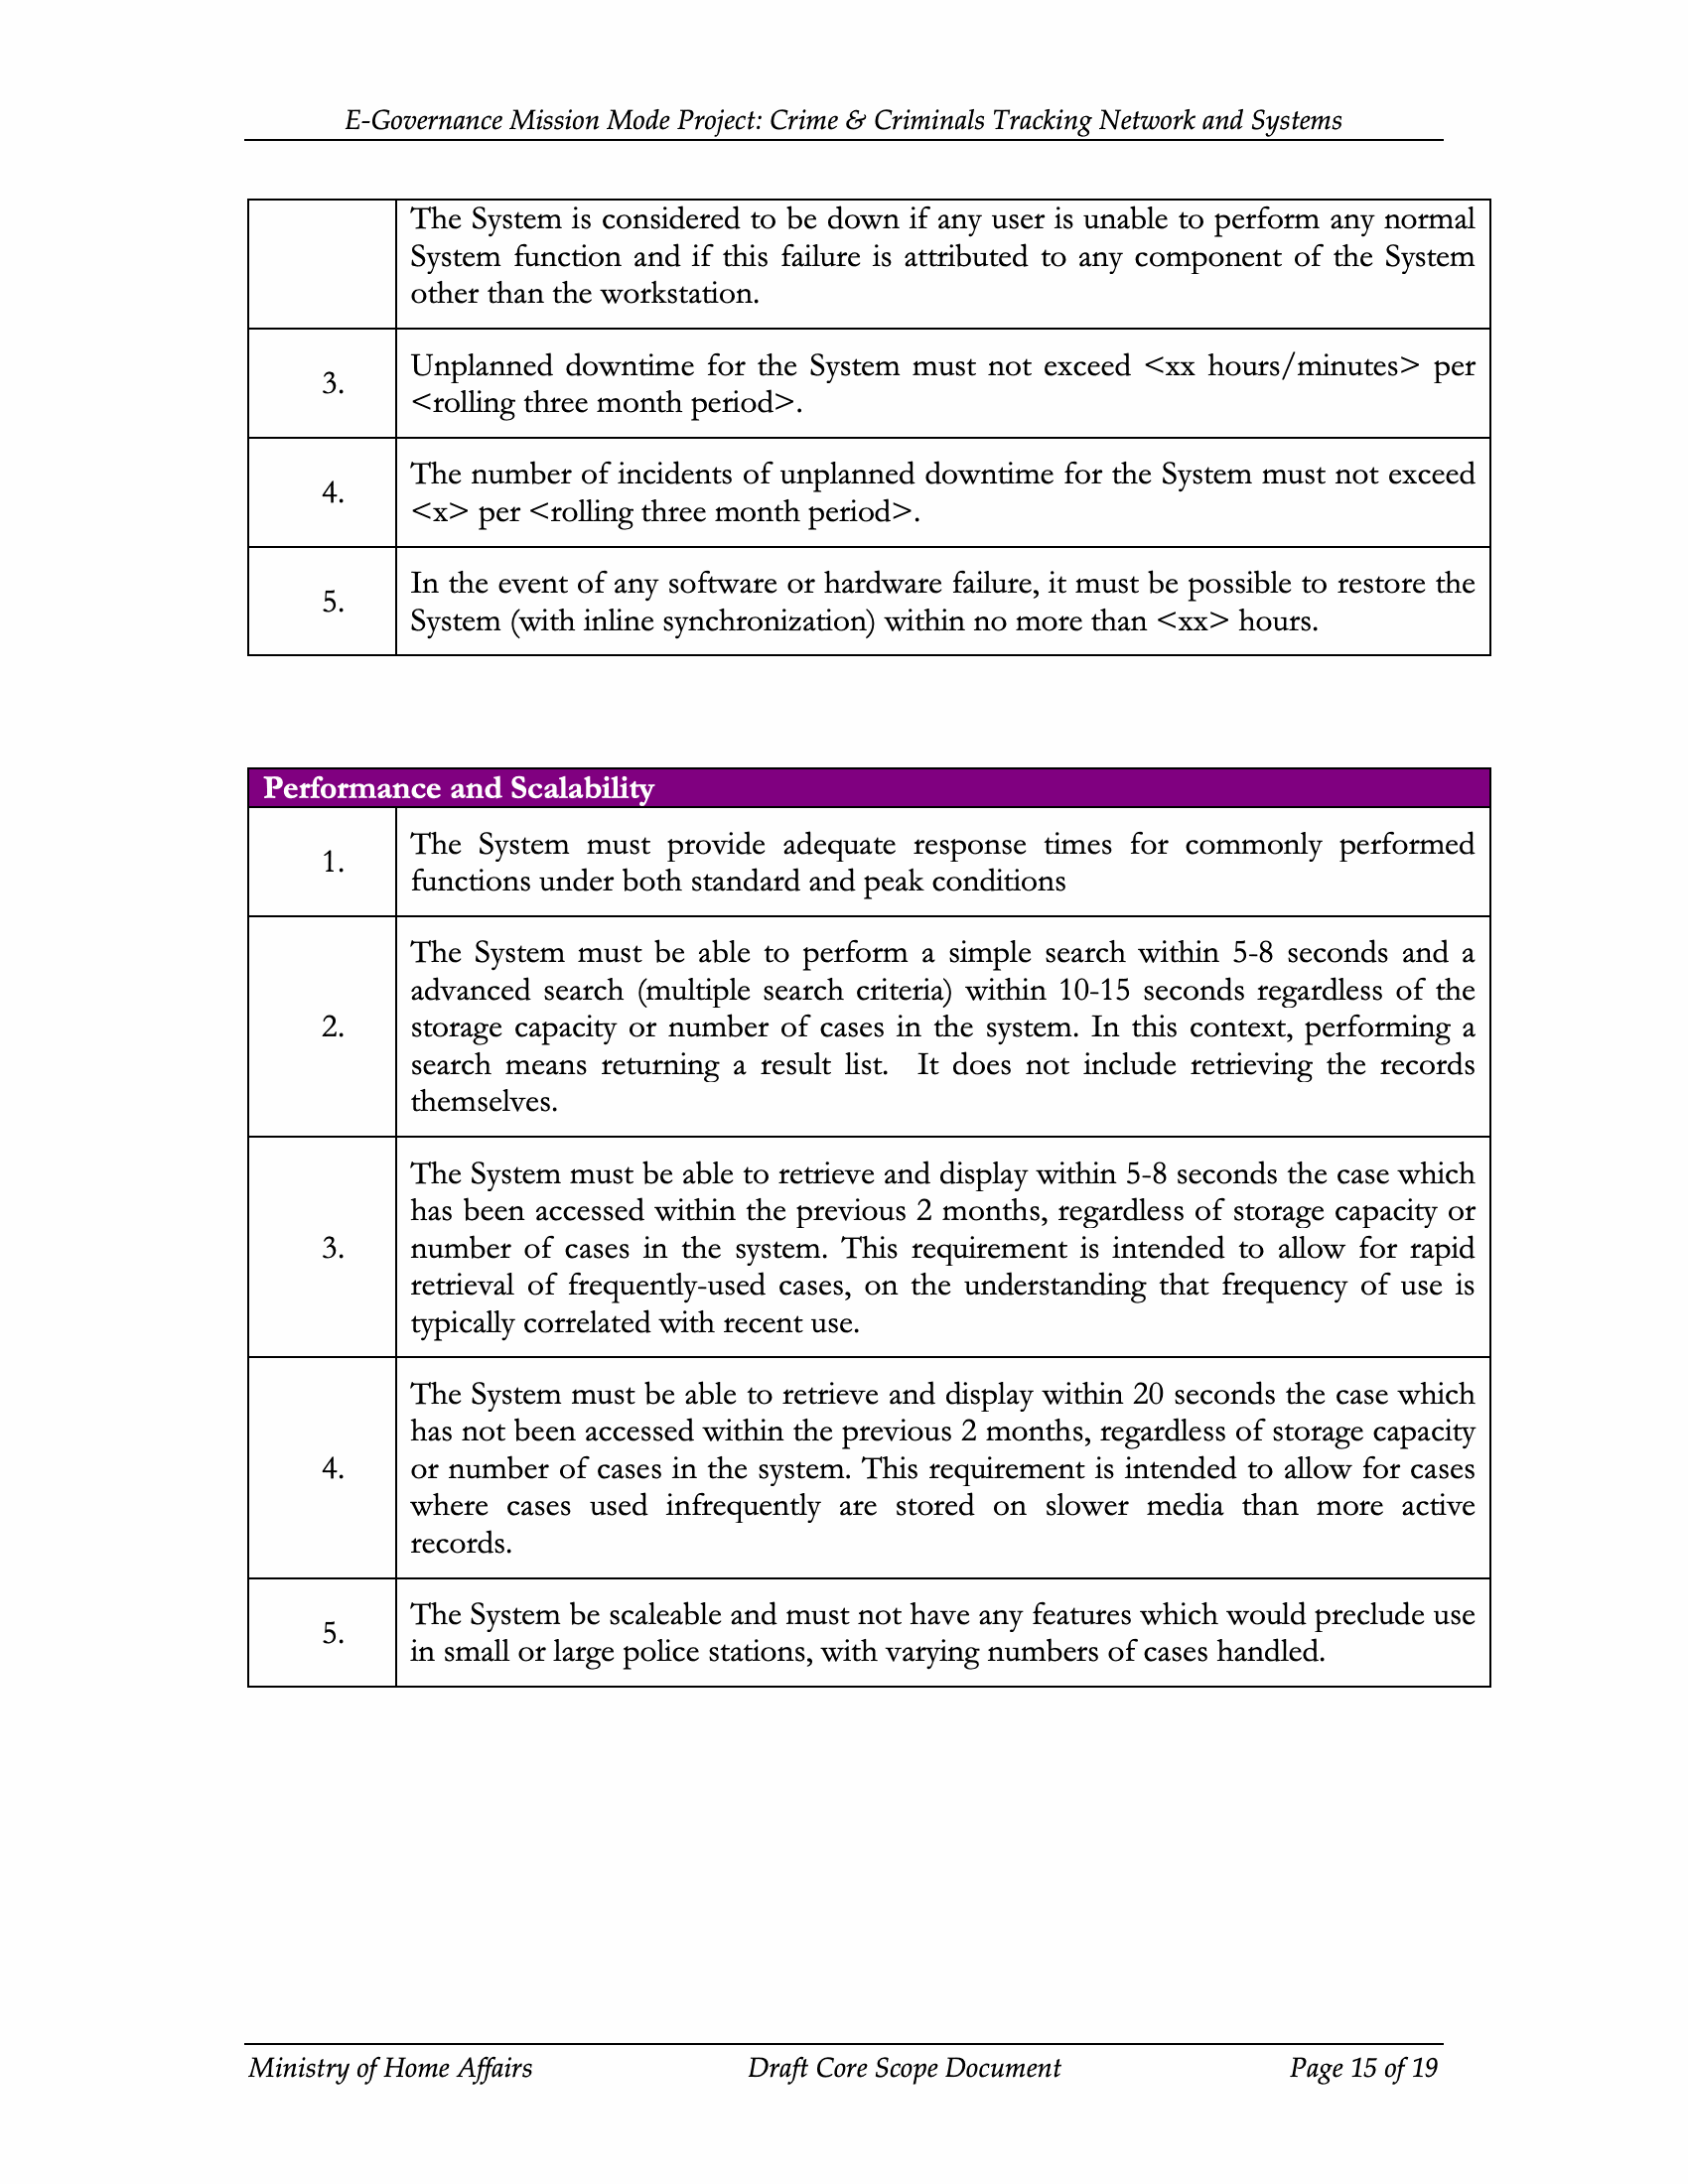 E-Governance Mission Mode Project: Crime & Criminals Tracking Network and Systems
The System is considered to be down if any user is unable to perform any normal
System function and if this failure is attributed to any component of the System
other than the workstation.
3.
Unplanned downtime for the System must not exceed <xx hours/minutes> per
<rolling three month period>.
4.
The number of incidents of unplanned downtime for the System must not exceed
<x> per <rolling three month period>.
5.
In the event of any software or hardware failure, it must be possible to restore the
System (with inline synchronization) within no more than <xx> hours.
Performance and Scalability
1.
The System must provide adequate response times for commonly performed
functions under both standard and peak conditions
2.
The System must be able to perform a simple search within 5-8 seconds and a
advanced search (multiple search criteria) within 10-15 seconds regardless of the
storage capacity or number of cases in the system. In this context, performing a
search means returning a result list.  It does not include retrieving the records
themselves.
3.
The System must be able to retrieve and display within 5-8 seconds the case which
has been accessed within the previous 2 months, regardless of storage capacity or
number of cases in the system. This requirement is intended to allow for rapid
retrieval of frequently-used cases, on the understanding that frequency of use is
typically correlated with recent use.
4.
The System must be able to retrieve and display within 20 seconds the case which
has not been accessed within the previous 2 months, regardless of storage capacity
or number of cases in the system. This requirement is intended to allow for cases
where cases used infrequently are stored on slower media than more active
records.
5.
The System be scaleable and must not have any features which would preclude use
in small or large police stations, with varying numbers of cases handled.
Ministry of Home Affairs Draft Core Scope Document Page 15 of 19